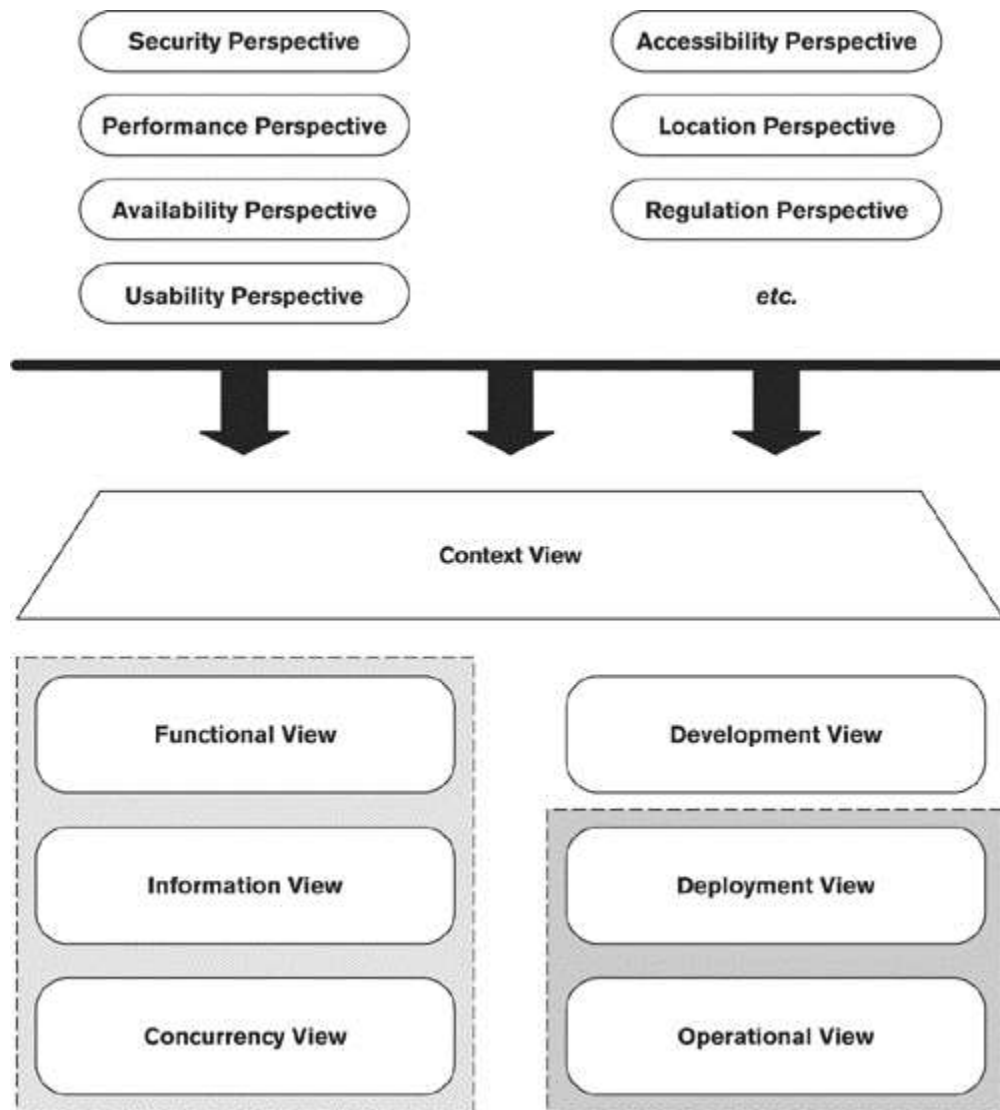 Security Perspective
Accessibility Perspective
Performance Perspective
Location Perspective
Availability Perspective
Regulation Perspective
Usability Perspective
etc.
Context View
Functional View
Development View
Information View
Deployment View
Concurrency View
Operational View